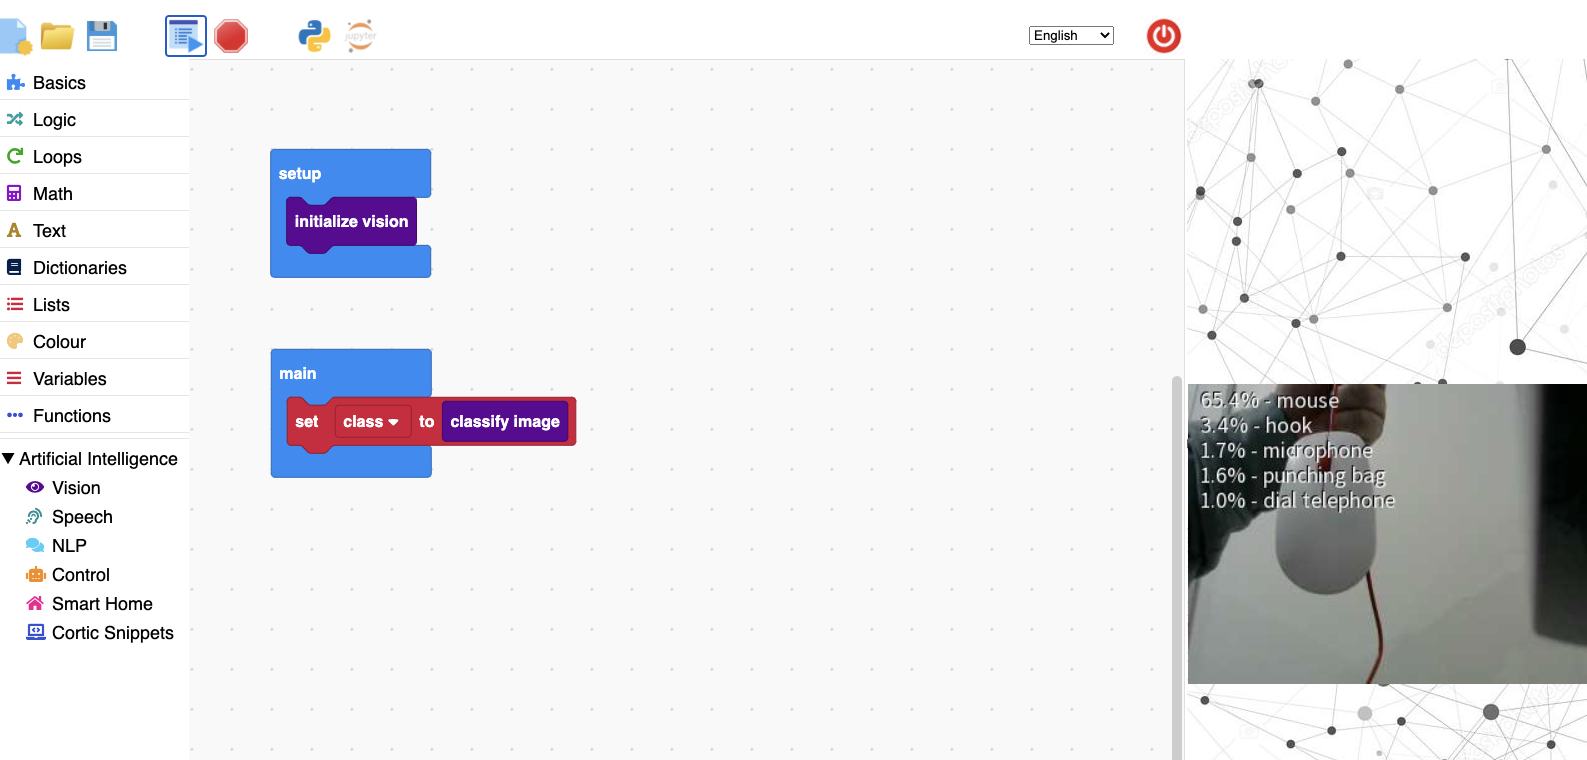 jupyter
English
Basics
Logic
Loops
Math
Text
Dictionaries
Lists
Colour
Variables
Functions
Artificial Intelligence
Vision
Speech
NLP
Control
Smart Home
Cortic Snippets
setup
initialize vision
main
set class to classify image
depositphotos
depositphotos
65.4% - mouse
3.4% - hook
1.7% - microphone
1.6% - punching bag
1.0% - dial telephone